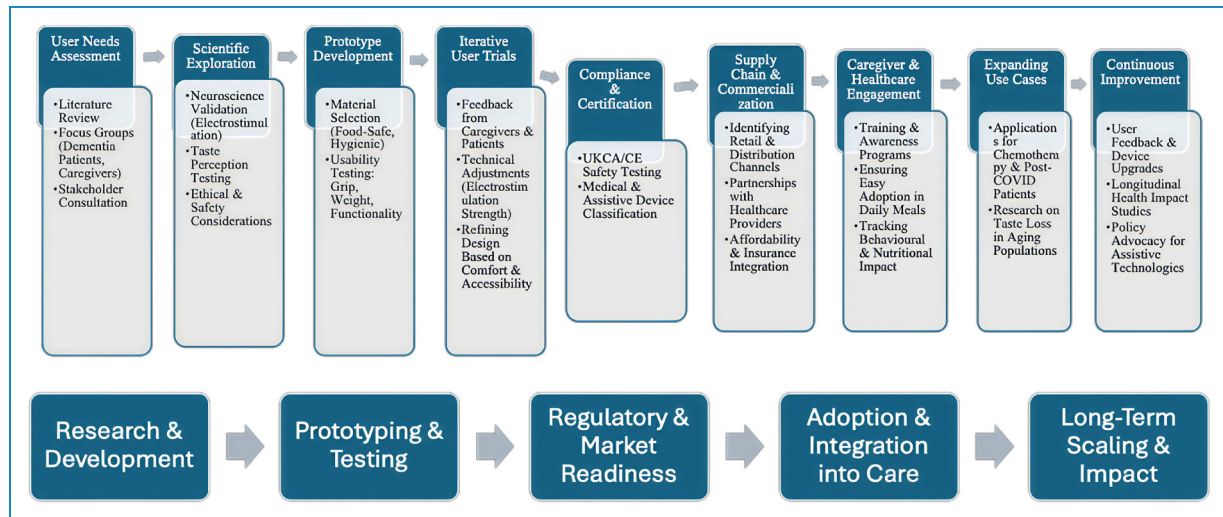 User Needs
Assessment
•Literature
Review
•Focus Groups
(Dementia
Patients,
Caregivers)
•Stakeholder
Consultation
Scientific
Exploration
•Neuroscience
Validation
(Electrostimul
ation)
•Taste
Perception
Testing
•Ethical &
Safety
Considerations
Prototype
Development
•Material
Selection
(Food-Safe,
Hygienic)
•Usability
Testing:
Grip,
Weight,
Functionality
Iterative
User Trials
•Feedback
from
Caregivers &
Patients
•Technical
Adjustments
(Electrostim
ulation
Strength)
•Refining
Design
Based on
Comfort &
Accessibility
Compliance
&
Certification
•UKCA/CE
Safety Testing
•Medical &
Assistive Device
Classification
Supply
Chain &
Commerciali
zation
•Identifying
Retail &
Distribution
Channels
•Partnerships
with
Healthcare
Providers
•Affordability
& Insurance
Integration
Caregiver &
Healthcare
Engagement
•Training &
Awareness
Programs
•Ensuring
Easy
Adoption in
Daily Meals
•Tracking
Behavioural
& Nutritional
Impact
Expanding
Use Cases
•Application
s for
Chemothera
py & Post-
COVID
Patients
•Research on
Taste Loss
in Aging
Populations
Continuous
Improvement
•User
Feedback &
Device
Upgrades
•Longitudinal
Health Impact
Studies
•Policy
Advocacy for
Assistive
Technologies
Research &
Development
Prototyping &
Testing
Regulatory &
Market
Readiness
Adoption &
Integration
into Care
Long-Term
Scaling &
Impact